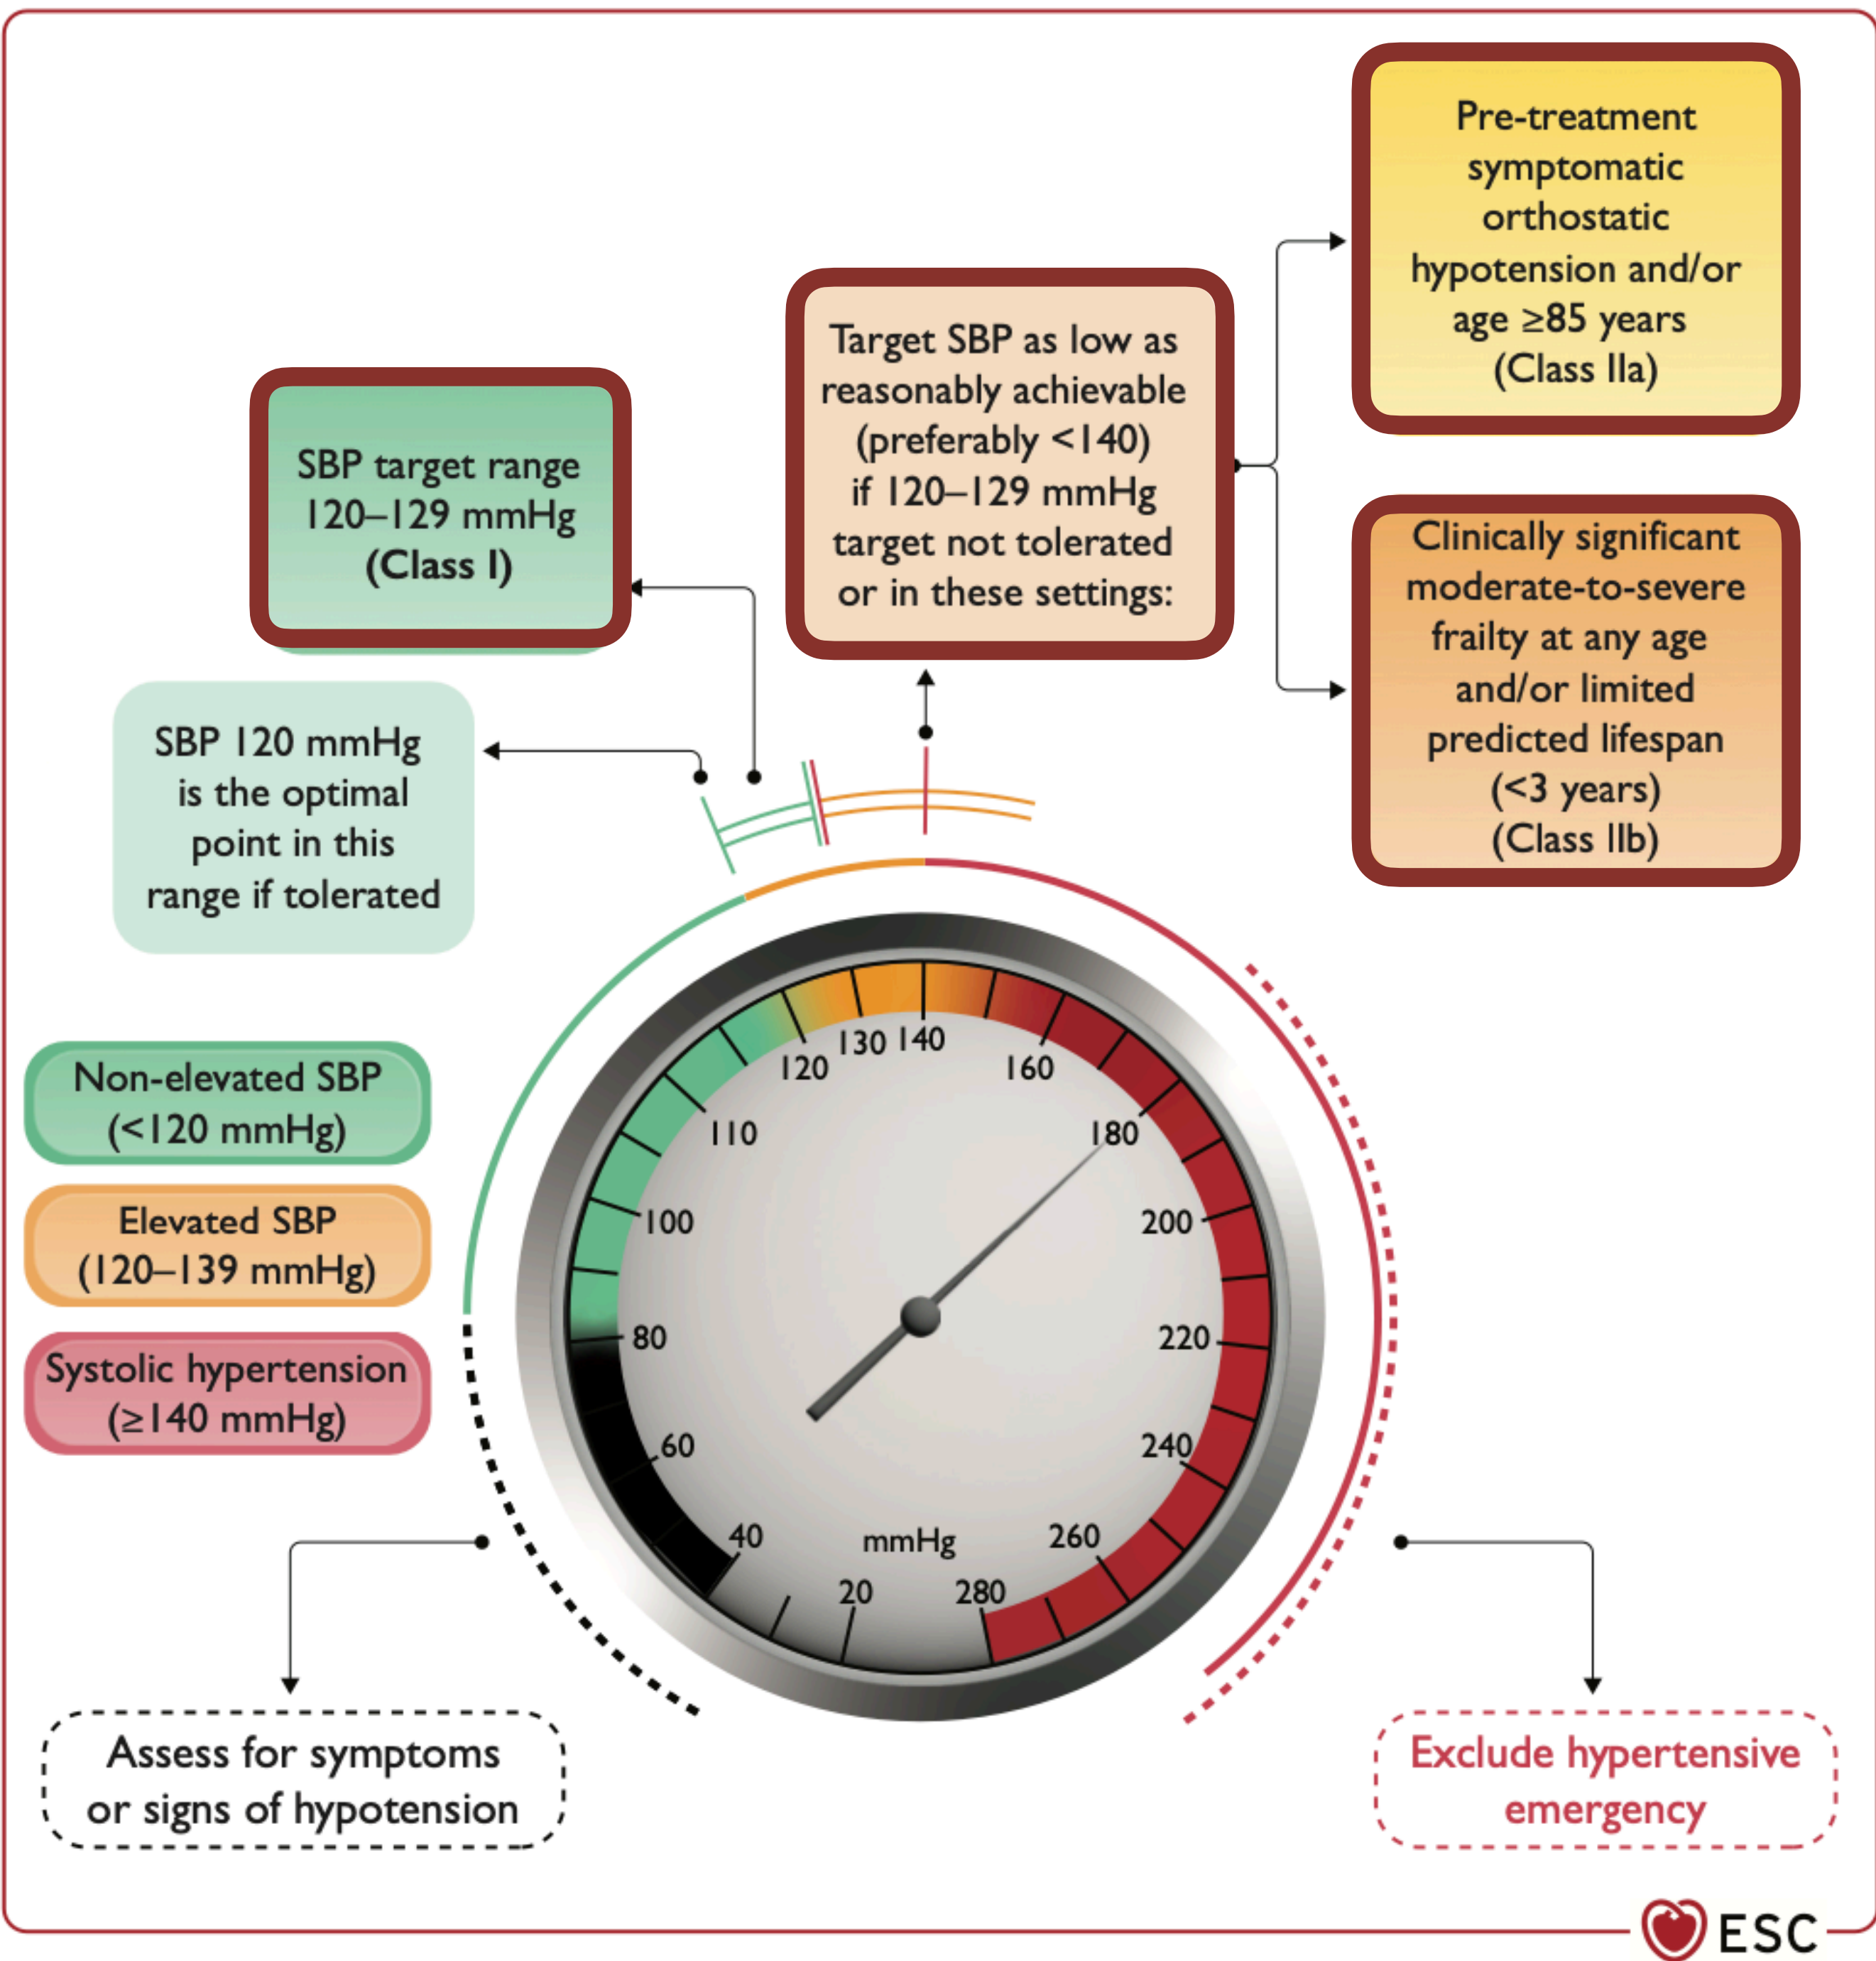 Pre-treatment
symptomatic
orthostatic
hypotension and/or
age ≥85 years
(Class IIa)
Target SBP as low as
reasonably achievable
(preferably <140)
if 120–129 mmHg
target not tolerated
or in these settings:
SBP target range
120–129 mmHg
(Class I)
Clinically significant
moderate-to-severe
frailty at any age
and/or limited
predicted lifespan
(<3 years)
(Class IIb)
SBP 120 mmHg
is the optimal
point in this
range if tolerated
Non-elevated SBP
(<120 mmHg)
Elevated SBP
(120–139 mmHg)
Systolic hypertension
(≥140 mmHg)
20
40
60
80
100
110
120
130
140
160
180
200
220
240
260
280
mmHg
Assess for symptoms
or signs of hypotension
Exclude hypertensive
emergency
ESC